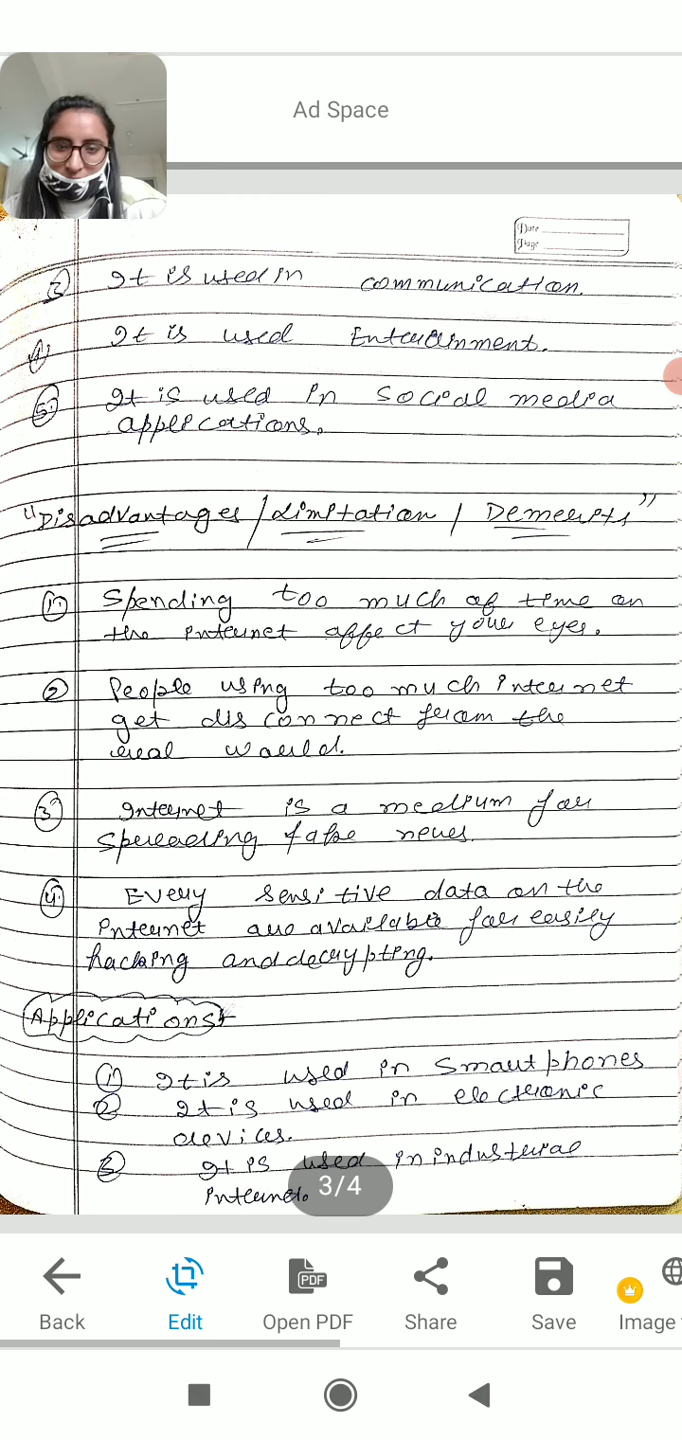 Ad Space
Date
Page
3 It is used in communication.
4 It is used Entertainment.
5. It is used in social media
applications.
"Disadvantages / Limitation / Demerits"
1) Spending too much of time on
the internet affect your eyes.
2 People using too much internet
get dis connect from the
real world.
3) Internet is a medium for
spreading fake news.
4. Every sensitive data on the
internet are available for easily
hacking and decrypting.
Applications
1) It is used in Smart phones
2 It is used in electronic
devices.
3 It is used in industrial
internet.
3/4
Back
Edit
PDF
Open PDF
Share
Save
Image